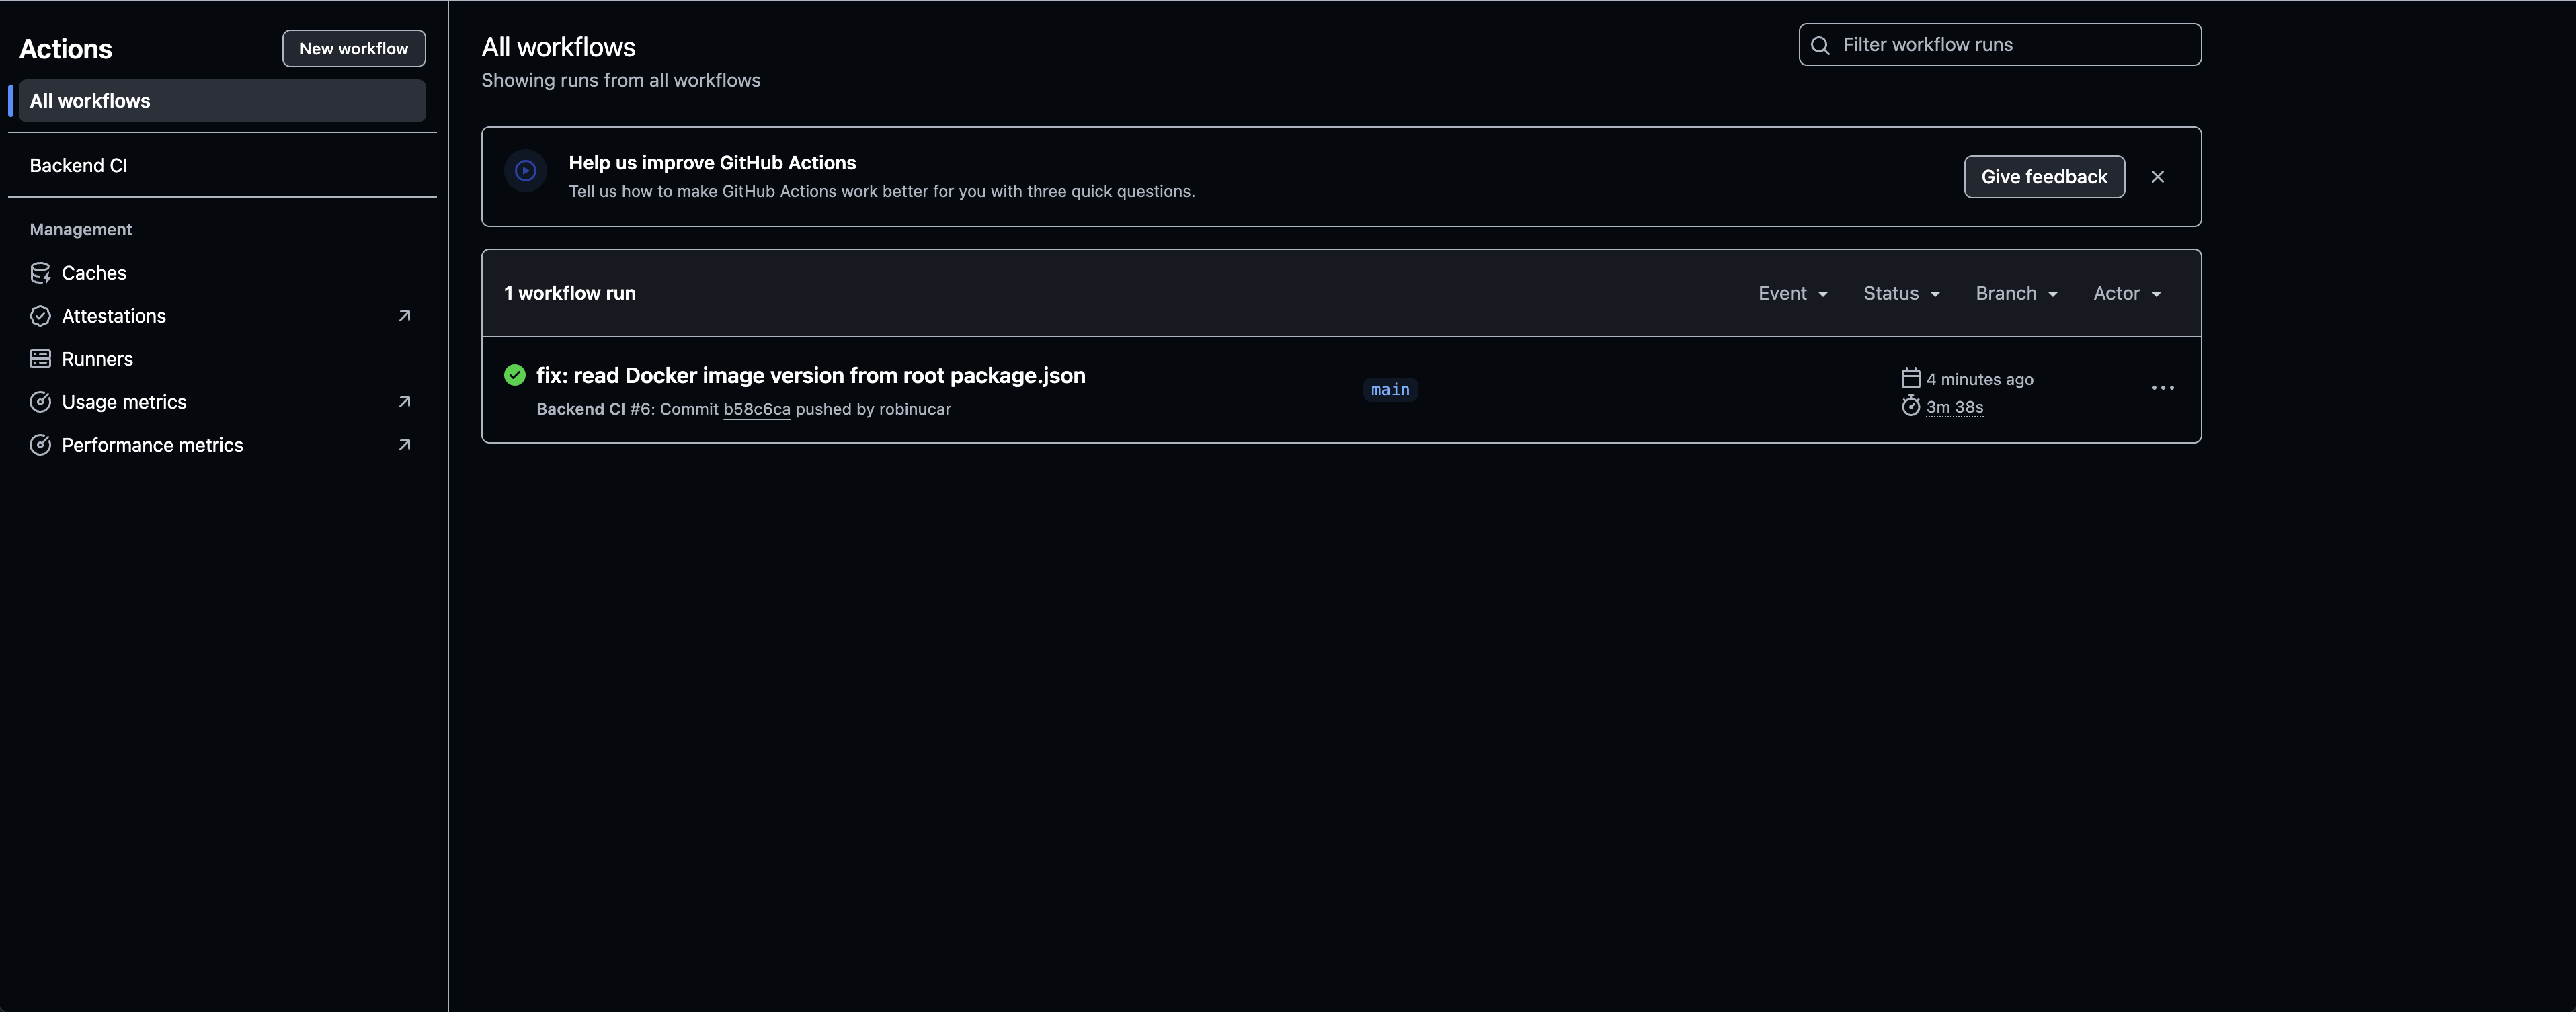 Actions
New workflow
All workflows
Backend CI
Management
Caches
Attestations
Runners
Usage metrics
Performance metrics
All workflows
Showing runs from all workflows
Filter workflow runs
Help us improve GitHub Actions
Tell us how to make GitHub Actions work better for you with three quick questions.
Give feedback
1 workflow run
Event
Status
Branch
Actor
fix: read Docker image version from root package.json
Backend CI #6: Commit b58c6ca pushed by robinucar
main
4 minutes ago
3m 38s